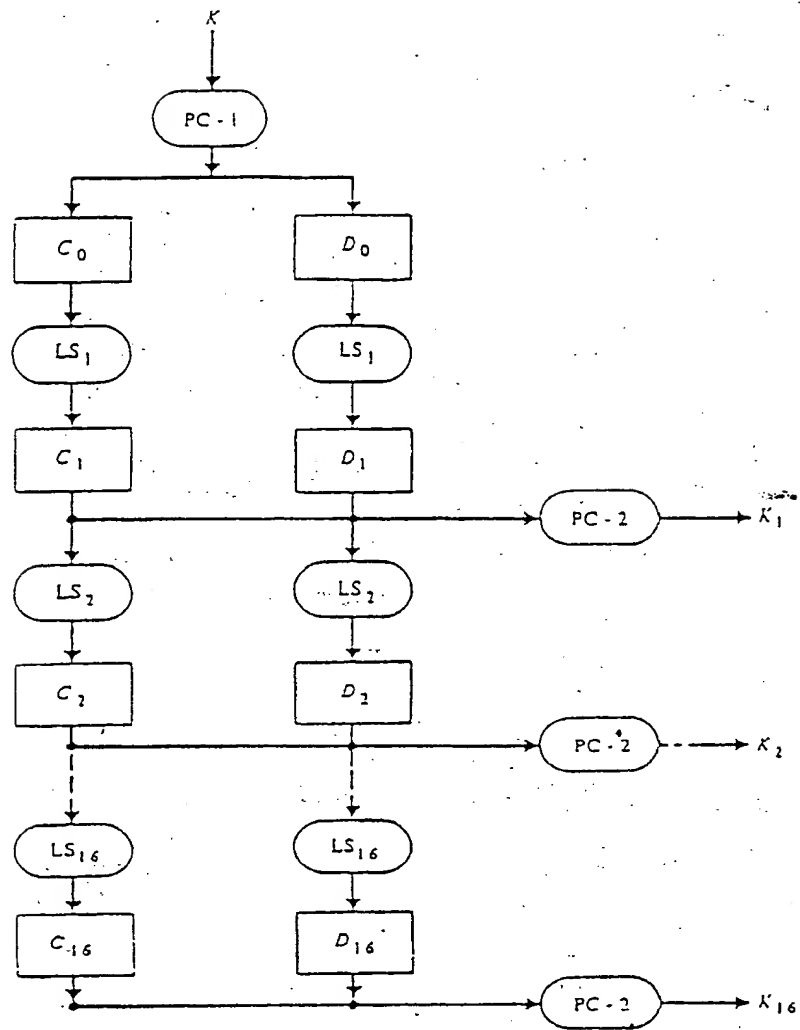 K
PC-1
C₀ D₀
LS₁ LS₁
C₁ D₁
PC-2 K₁
LS₂ LS₂
C₂ D₂
PC-2 K₂
LS₁₆ LS₁₆
C₁₆ D₁₆
PC-2 K₁₆